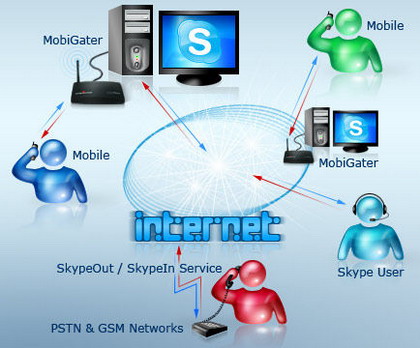 MobiGater
Mobile
S
S
MobiGater
Mobile
internet
Skype User
SkypeOut / SkypeIn Service
PSTN & GSM Networks